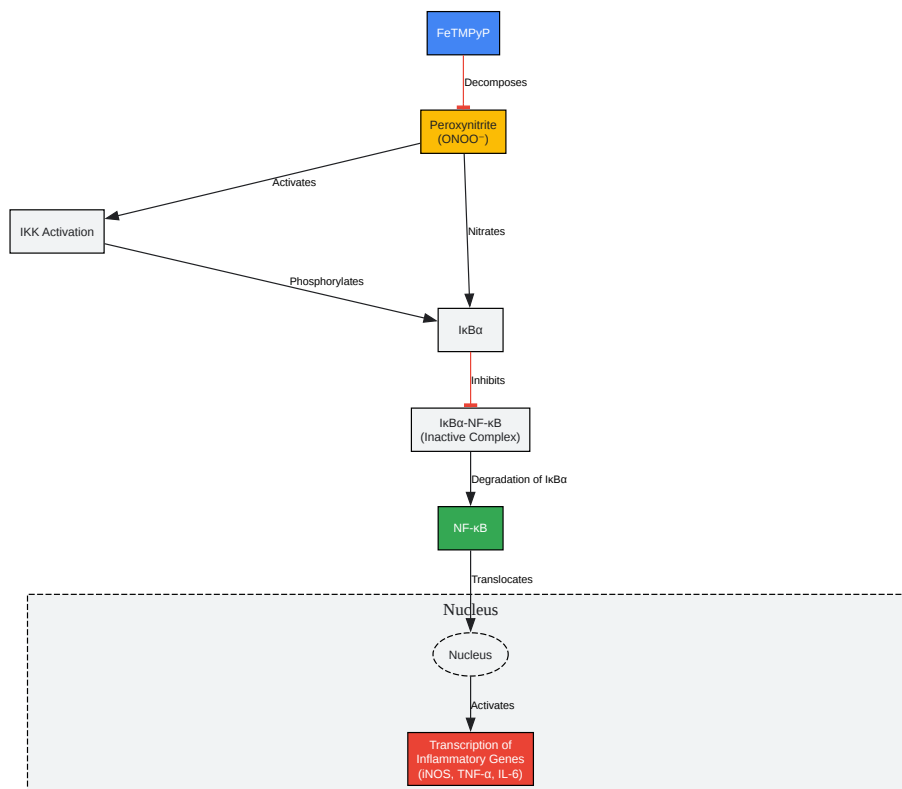 FeTMPyP
Decomposes
Peroxynitrite
(ONOO⁻)
Activates
IKK Activation
Nitrates
Phosphorylates
IκBα
Inhibits
IκBα-NF-κB
(Inactive Complex)
Degradation of IκBα
NF-κB
Translocates
Nucleus
Nucleus
Activates
Transcription of
Inflammatory Genes
(iNOS, TNF-α, IL-6)